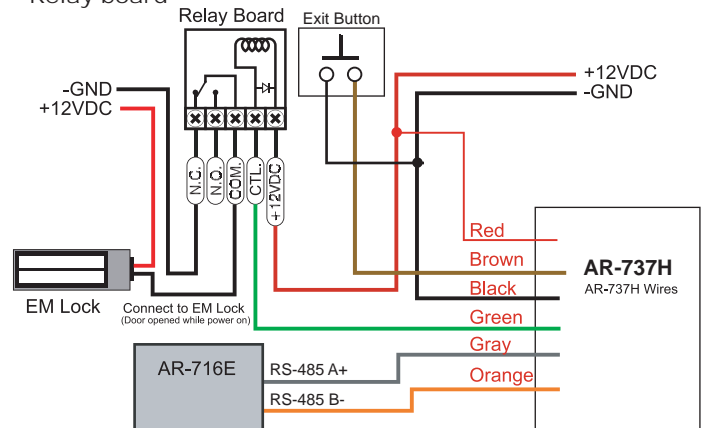 Relay board
Relay Board
Exit Button
-GND
+12VDC
+12VDC
-GND
N.C.
N.O.
COM.
CTL.
+12VDC
Red
Brown
Black
Green
Gray
Orange
AR-737H
AR-737H Wires
EM Lock
Connect to EM Lock
(Door opened while power on)
AR-716E
RS-485 A+
RS-485 B-